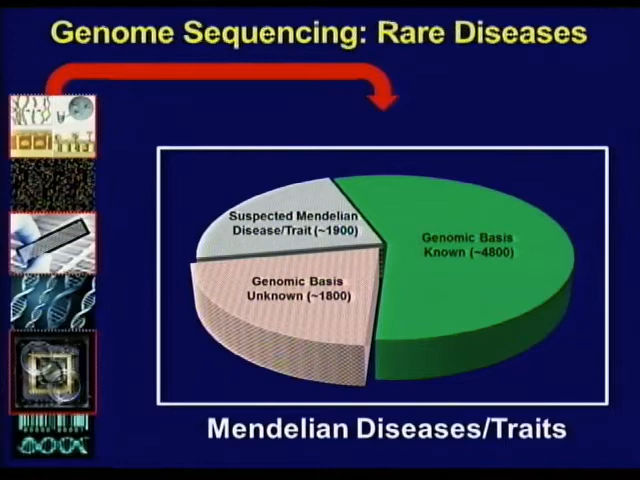 Genome Sequencing: Rare Diseases
Suspected Mendelian
Disease/Trait (~1900)
Genomic Basis
Known (~4800)
Genomic Basis
Unknown (~1800)
Mendelian Diseases/Traits